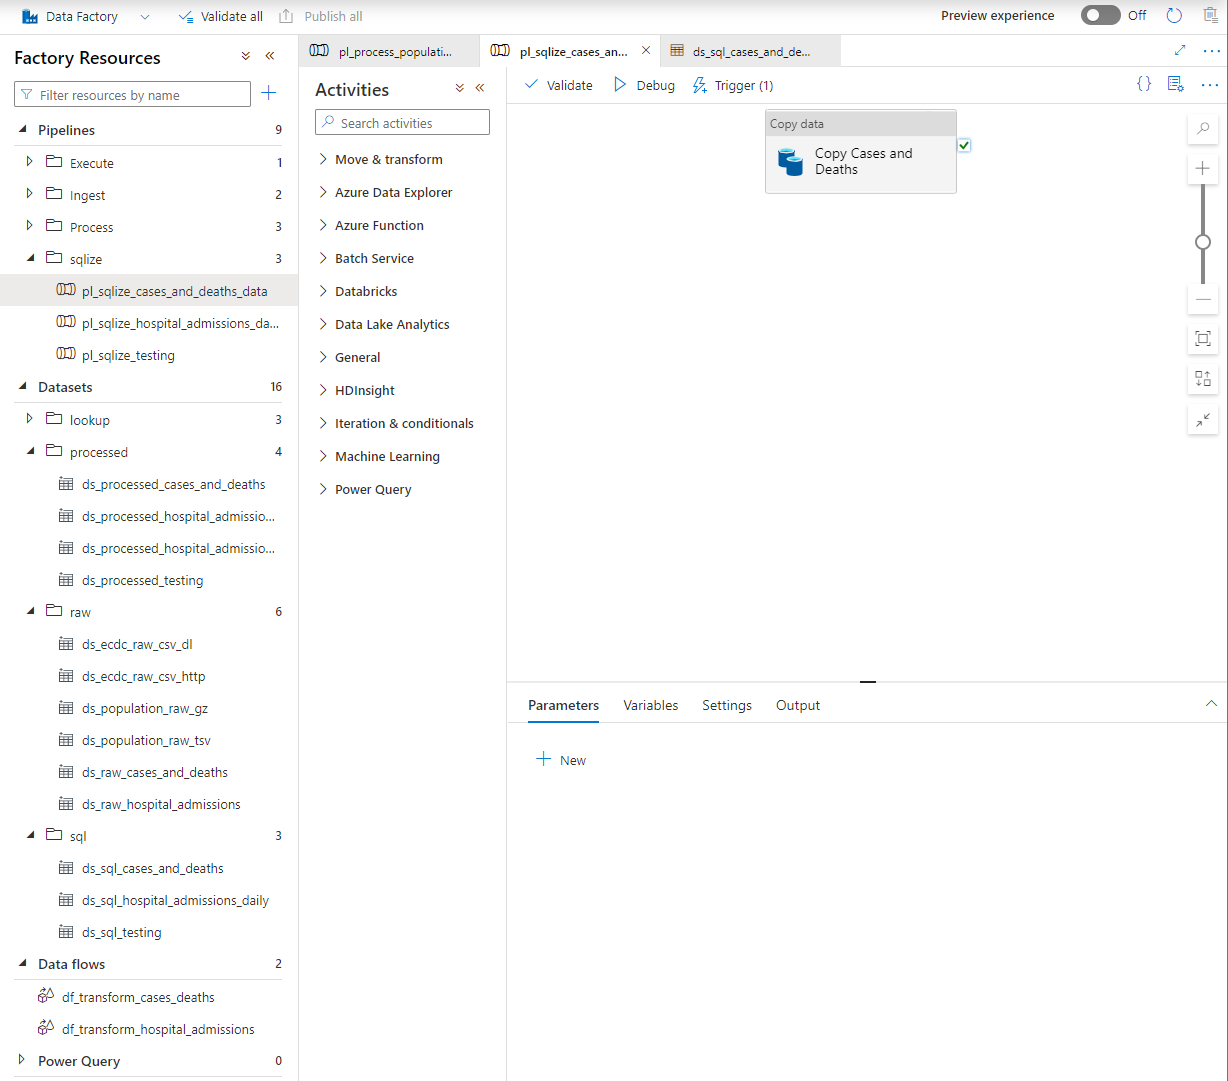 Data Factory
Validate all
Publish all
Preview experience
Off
Factory Resources
Filter resources by name
Pipelines 9
Execute 1
Ingest 2
Process 3
sqlize 3
pl_sqlize_cases_and_deaths_data
pl_sqlize_hospital_admissions_da...
pl_sqlize_testing
Datasets 16
lookup 3
processed 4
ds_processed_cases_and_deaths
ds_processed_hospital_admissio...
ds_processed_hospital_admissio...
ds_processed_testing
raw 6
ds_ecdc_raw_csv_dl
ds_ecdc_raw_csv_http
ds_population_raw_gz
ds_population_raw_tsv
ds_raw_cases_and_deaths
ds_raw_hospital_admissions
sql 3
ds_sql_cases_and_deaths
ds_sql_hospital_admissions_daily
ds_sql_testing
Data flows 2
df_transform_cases_deaths
df_transform_hospital_admissions
Power Query 0
pl_process_populati...
pl_sqlize_cases_an...
ds_sql_cases_and_de...
Activities
Search activities
Move & transform
Azure Data Explorer
Azure Function
Batch Service
Databricks
Data Lake Analytics
General
HDInsight
Iteration & conditionals
Machine Learning
Power Query
Validate
Debug
Trigger (1)
Copy data
Copy Cases and
Deaths
Parameters
Variables
Settings
Output
New